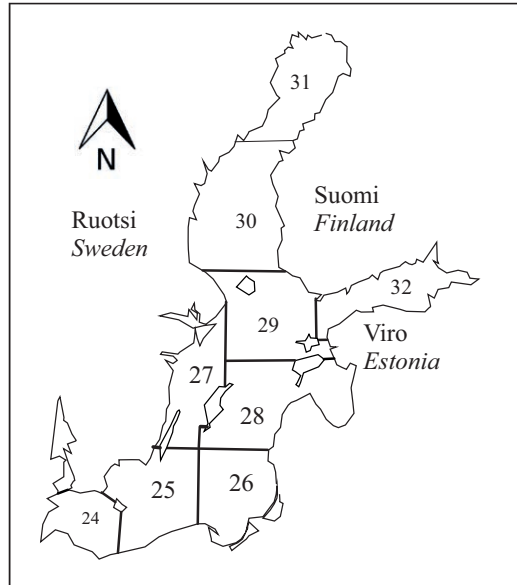 31
N
Suomi
Finland
Ruotsi
Sweden
30
32
29
Viro
Estonia
27
28
25
26
24